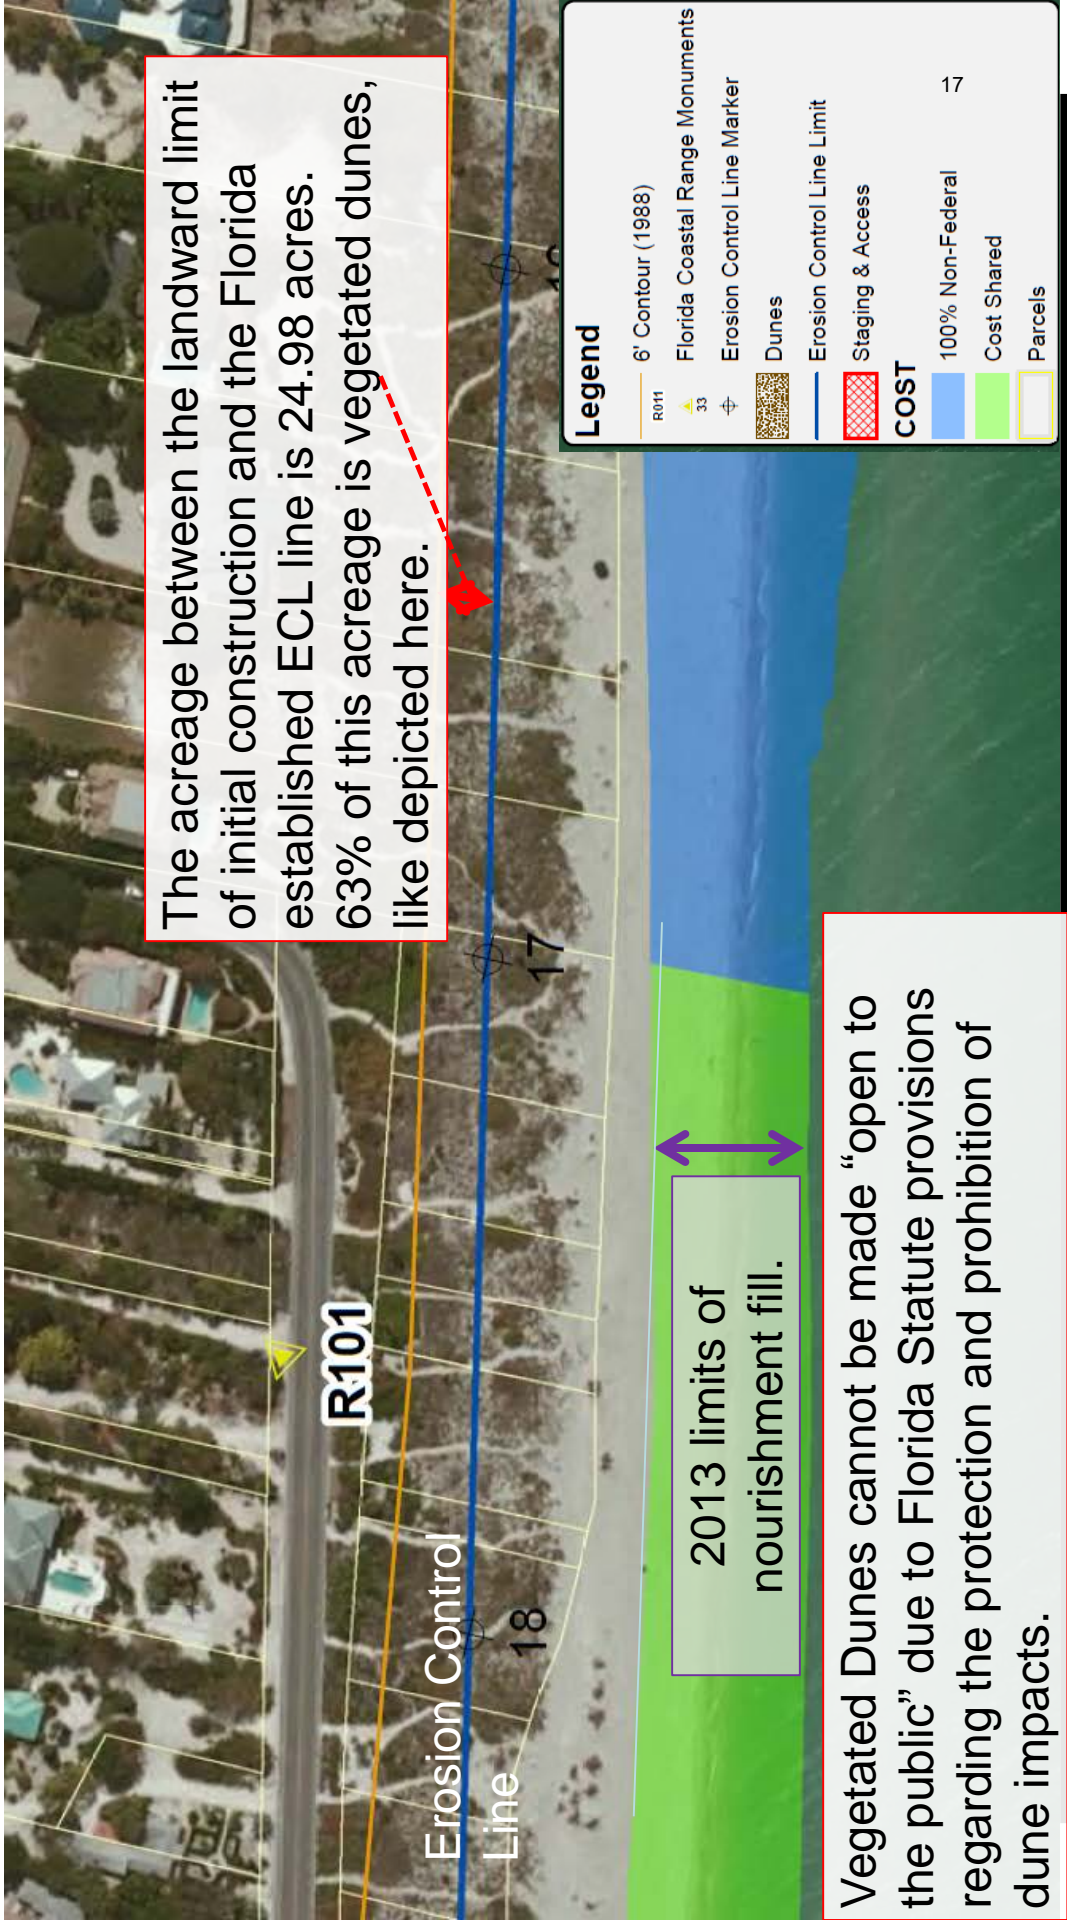 The acreage between the landward limit
of initial construction and the Florida
established ECL line is 24.98 acres.
63% of this acreage is vegetated dunes,
like depicted here.
R101
Erosion Control
Line
18
17
2013 limits of
nourishment fill.
Vegetated Dunes cannot be made “open to
the public” due to Florida Statute provisions
regarding the protection and prohibition of
dune impacts.
Legend
6' Contour (1988)
R011
33
Florida Coastal Range Monuments
Erosion Control Line Marker
Dunes
Erosion Control Line Limit
Staging & Access
COST
100% Non-Federal
Cost Shared
Parcels
17